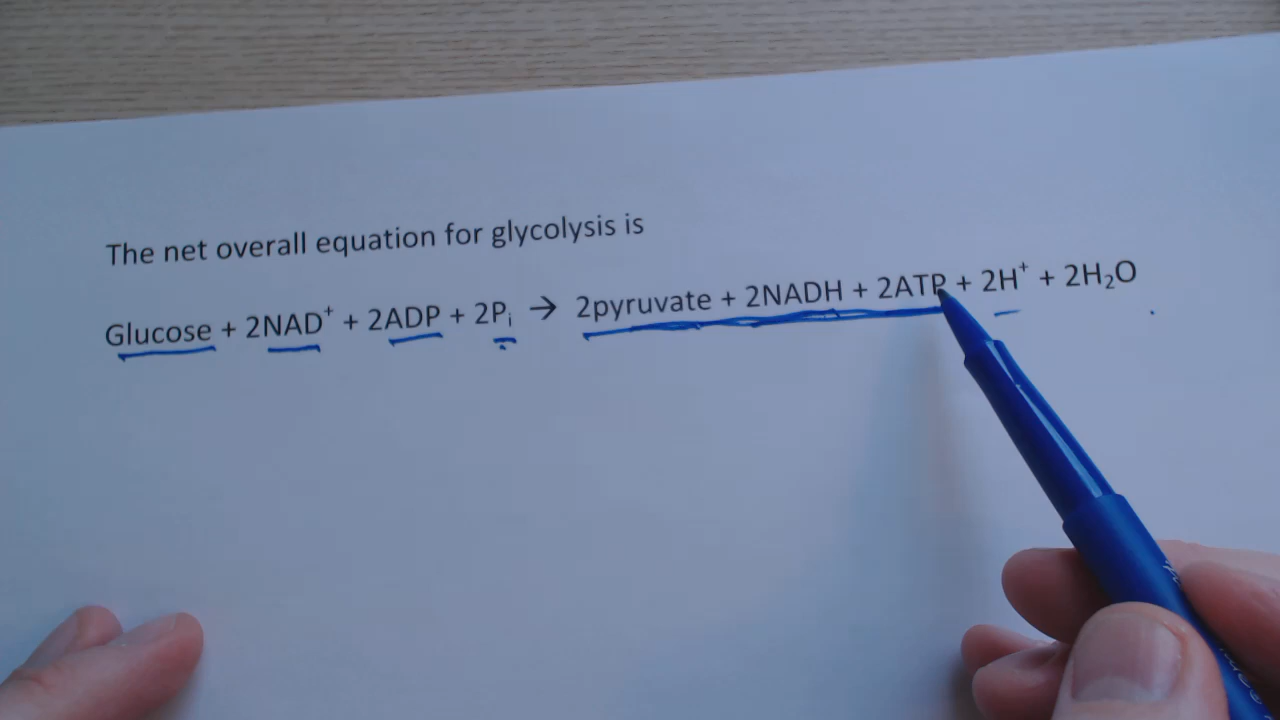 The net overall equation for glycolysis is
Glucose + 2NAD⁺ + 2ADP + 2Pᵢ → 2pyruvate + 2NADH + 2ATP + 2H⁺ + 2H₂O